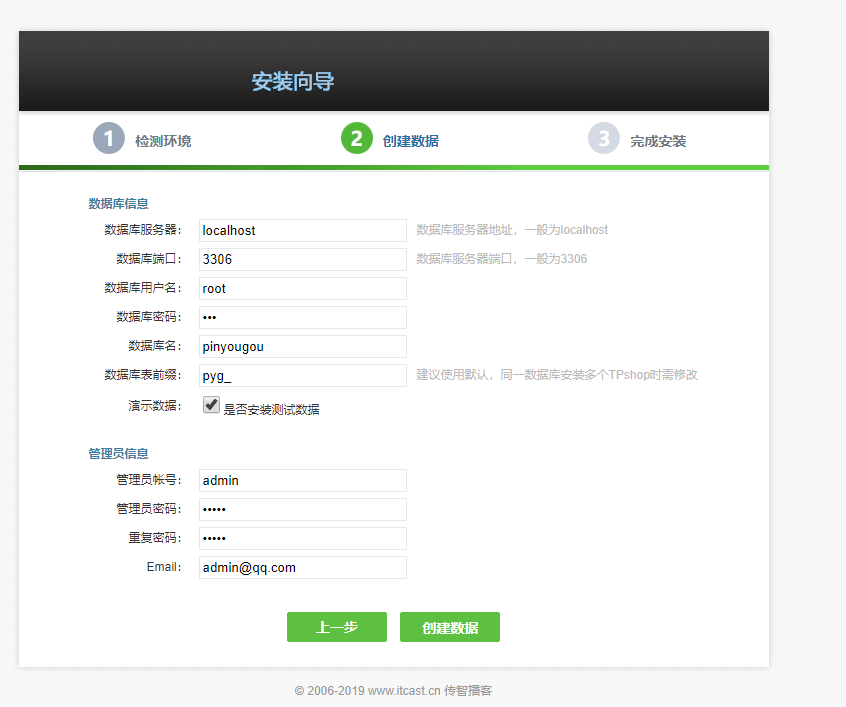 安装向导
1 检测环境 2 创建数据 3 完成安装
数据库信息
数据库服务器: localhost 数据库服务器地址，一般为localhost
数据库端口: 3306 数据库服务器端口，一般为3306
数据库用户名: root
数据库密码: •••
数据库名: pinyougou
数据库表前缀: pyg_ 建议使用默认，同一数据库安装多个TPshop时需修改
演示数据: 是否安装测试数据
管理员信息
管理员帐号: admin
管理员密码: •••••
重复密码: •••••
Email: admin@qq.com
上一步 创建数据
© 2006-2019 www.itcast.cn 传智播客